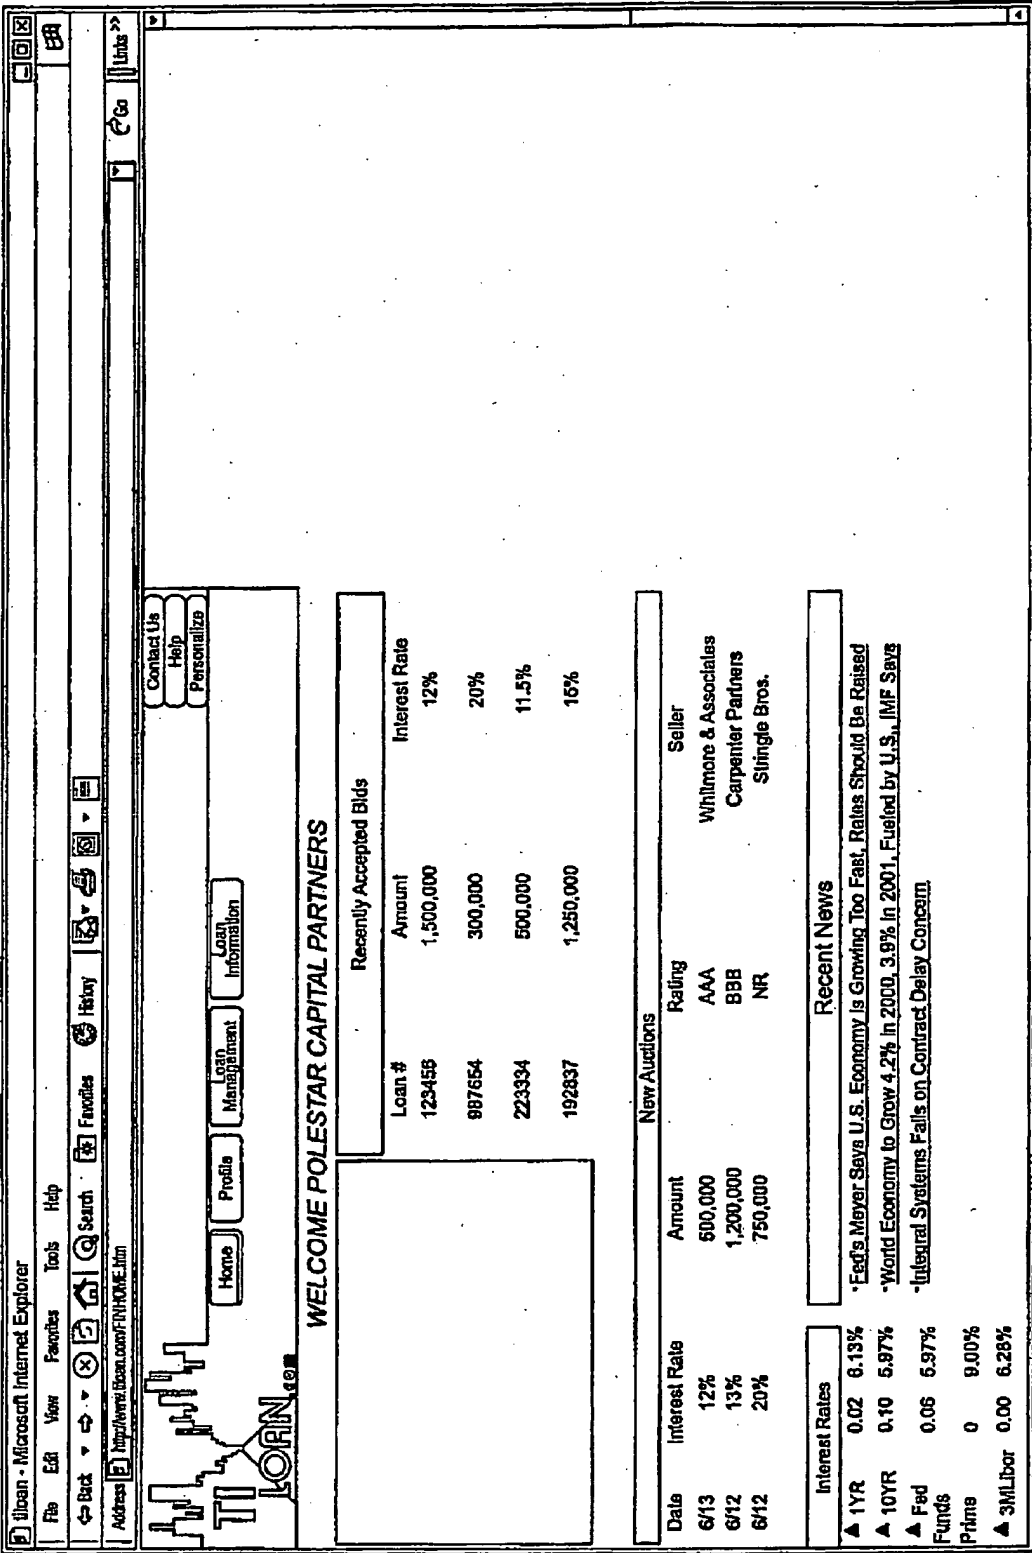 tiloan - Microsoft Internet Explorer
File Edit View Favorites Tools Help
Back Search Favorites History
Address http://www.tiloan.com/FINHOME.htm Go Links >>
TI LOAN .com
Contact Us
Help
Personalize
Home Profile Loan Management Loan Information
WELCOME POLESTAR CAPITAL PARTNERS
Recently Accepted Bids
Loan # Amount Interest Rate
123456 1,500,000 12%
987654 300,000 20%
223334 500,000 11.5%
192837 1,250,000 15%
New Auctions
Date Interest Rate Amount Rating Seller
6/13 12% 500,000 AAA Whitmore & Associates
6/12 13% 1,200,000 BBB Carpenter Partners
6/12 20% 750,000 NR Stringle Bros.
Interest Rates
▲ 1YR 0.02 6.13%
▲ 10YR 0.10 5.97%
▲ Fed Funds 0.06 5.97%
Prime 0 9.00%
▲ 3MLibor 0.00 6.28%
Recent News
-Fed's Meyer Says U.S. Economy Is Growing Too Fast, Rates Should Be Raised
-World Economy to Grow 4.2% in 2000, 3.9% in 2001, Fueled by U.S., IMF Says
-Integral Systems Falls on Contract Delay Concern